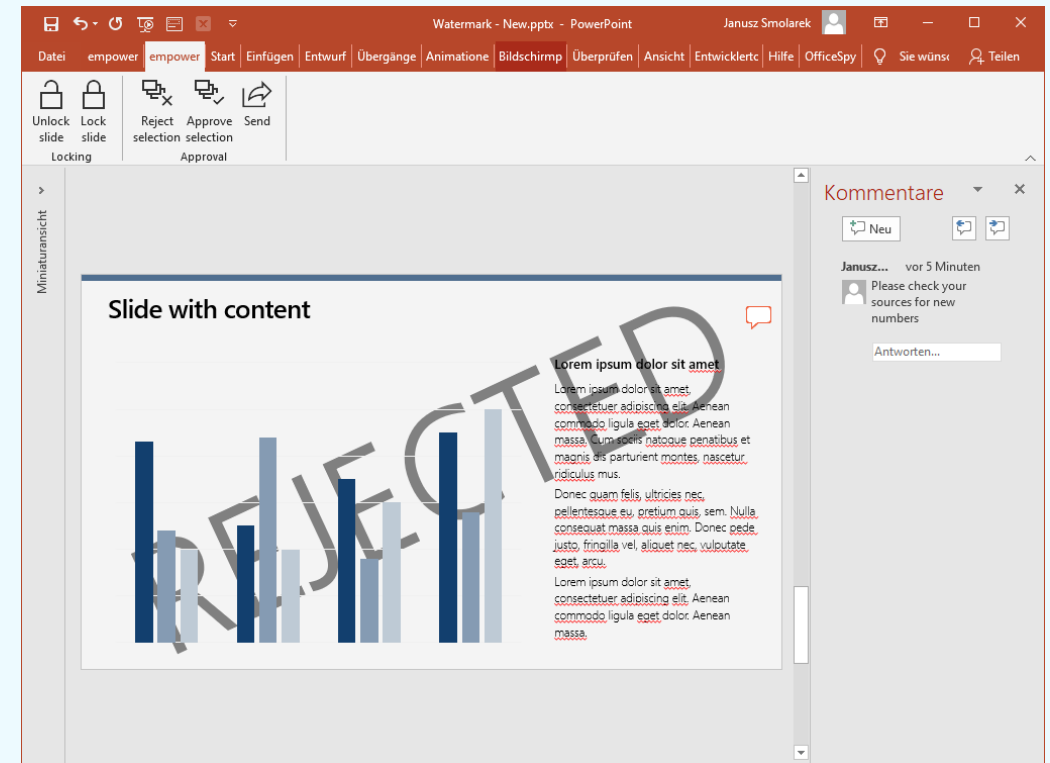 Watermark - New.pptx - PowerPoint
Janusz Smolarek
Datei empower empower Start Einfügen Entwurf Übergänge Animatione Bildschirmp Überprüfen Ansicht Entwicklertc Hilfe OfficeSpy Sie wünsc Teilen
Unlock slide
Lock slide
Locking
Reject selection
Approve selection
Send
Approval
Miniaturansicht
Slide with content
REJECTED
Lorem ipsum dolor sit amet
Lorem ipsum dolor sit amet,
consectetuer adipiscing elit. Aenean
commodo ligula eget dolor. Aenean
massa. Cum sociis natoque penatibus et
magnis dis parturient montes, nascetur
ridiculus mus.
Donec quam felis, ultricies nec,
pellentesque eu, pretium quis, sem. Nulla
consequat massa quis enim. Donec pede
justo, fringilla vel, aliquet nec, vulputate
eget, arcu.
Lorem ipsum dolor sit amet,
consectetuer adipiscing elit. Aenean
commodo ligula eget dolor. Aenean
massa.
Kommentare
Neu
Janusz... vor 5 Minuten
Please check your
sources for new
numbers
Antworten...